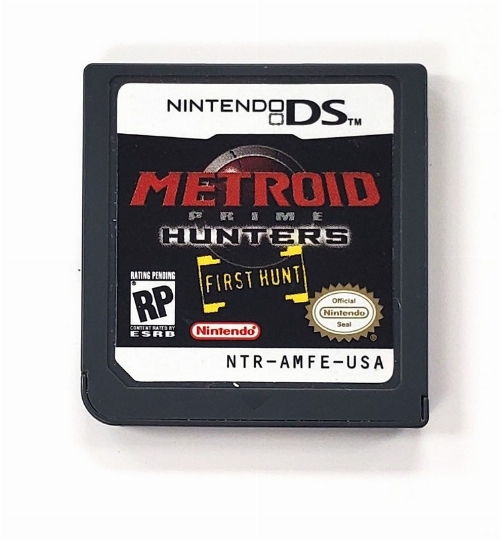 NINTENDO DS™
METROID
PRIME
HUNTERS
FIRST HUNT
RATING PENDING
RP
CONTENT RATED BY
ESRB
Nintendo®
Official
Nintendo
Seal
®
NTR-AMFE-USA